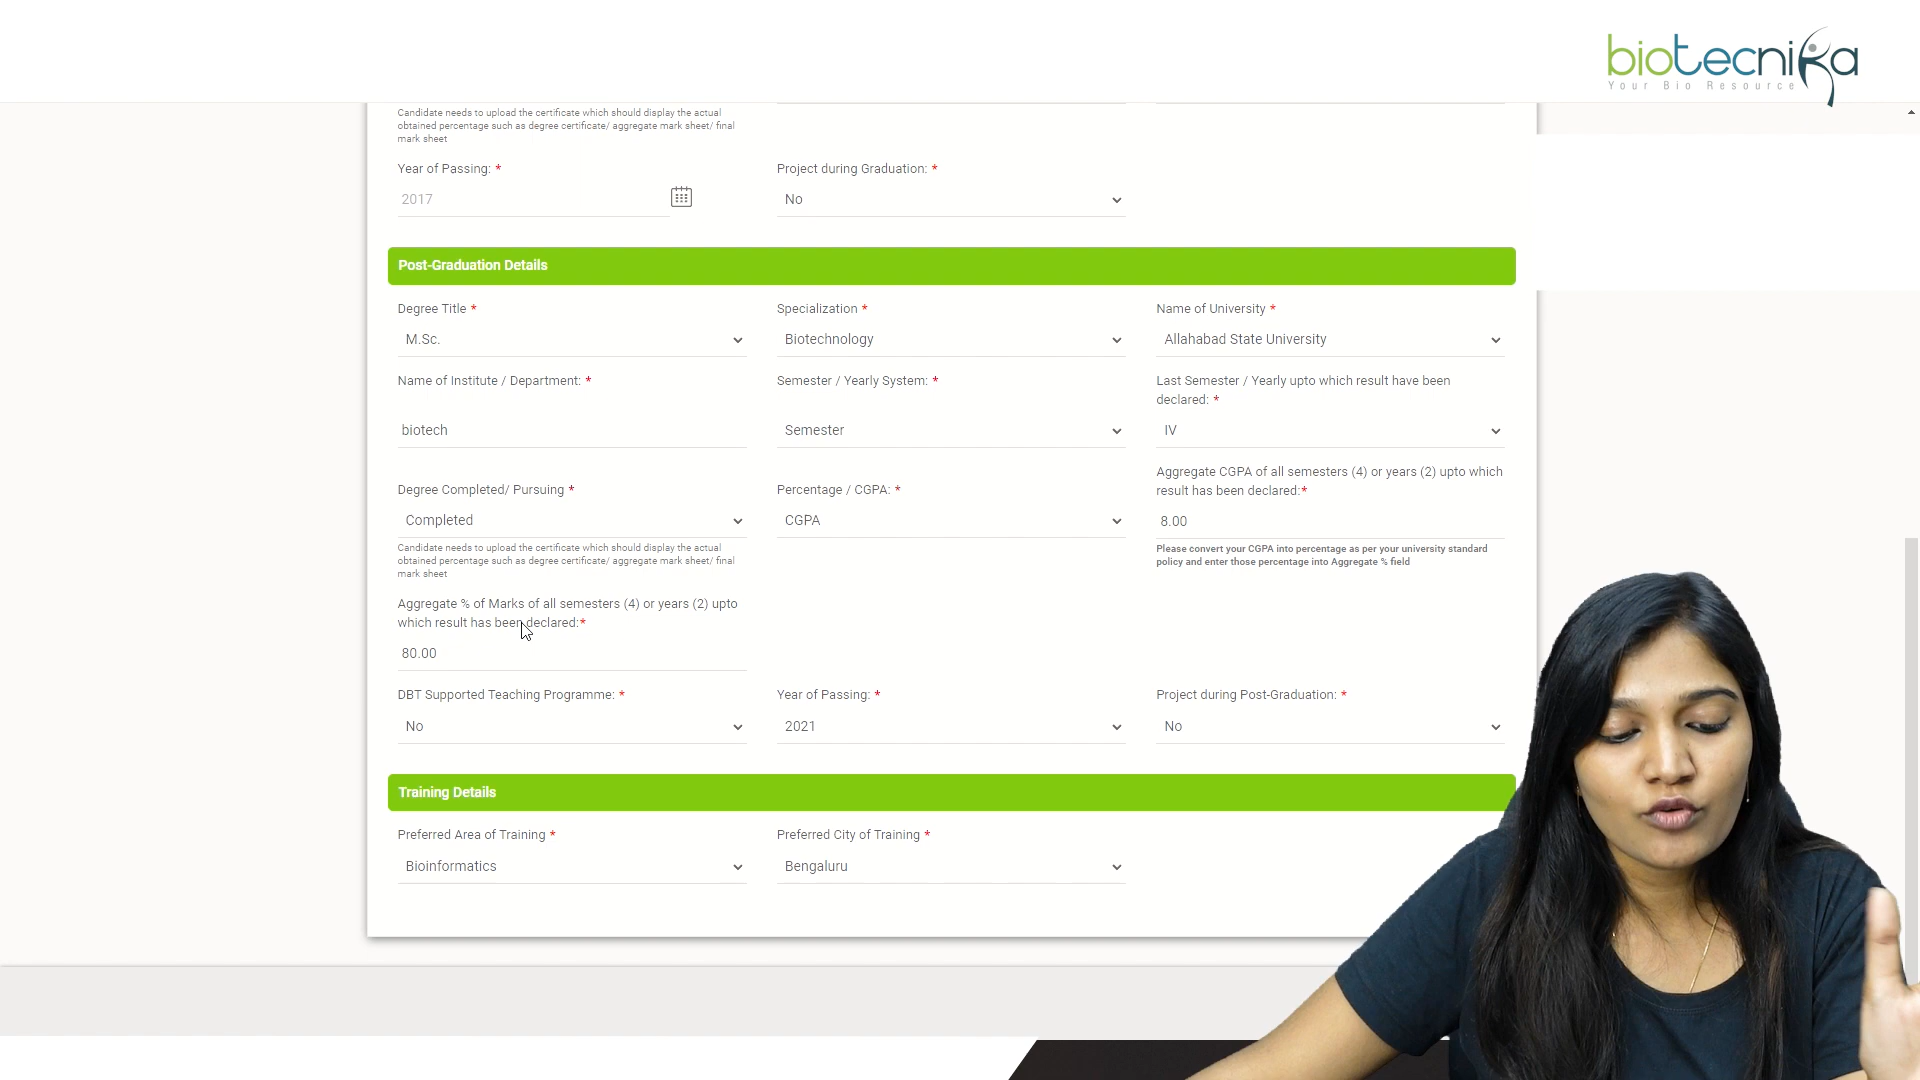 biotecnika
Your Bio Resource
Candidate needs to upload the certificate which should display the actual
obtained percentage such as degree certificate/ aggregate mark sheet/ final
mark sheet
Year of Passing: *
Project during Graduation: *
2017
No
Post-Graduation Details
Degree Title *
Specialization *
Name of University *
M.Sc.
Biotechnology
Allahabad State University
Name of Institute / Department: *
Semester / Yearly System: *
Last Semester / Yearly upto which result have been
declared: *
biotech
Semester
IV
Degree Completed/ Pursuing *
Percentage / CGPA: *
Aggregate CGPA of all semesters (4) or years (2) upto which
result has been declared:*
Completed
CGPA
8.00
Candidate needs to upload the certificate which should display the actual
obtained percentage such as degree certificate/ aggregate mark sheet/ final
mark sheet
Please convert your CGPA into percentage as per your university standard
policy and enter those percentage into Aggregate % field
Aggregate % of Marks of all semesters (4) or years (2) upto
which result has been declared:*
80.00
DBT Supported Teaching Programme: *
Year of Passing: *
Project during Post-Graduation: *
No
2021
No
Training Details
Preferred Area of Training *
Preferred City of Training *
Bioinformatics
Bengaluru